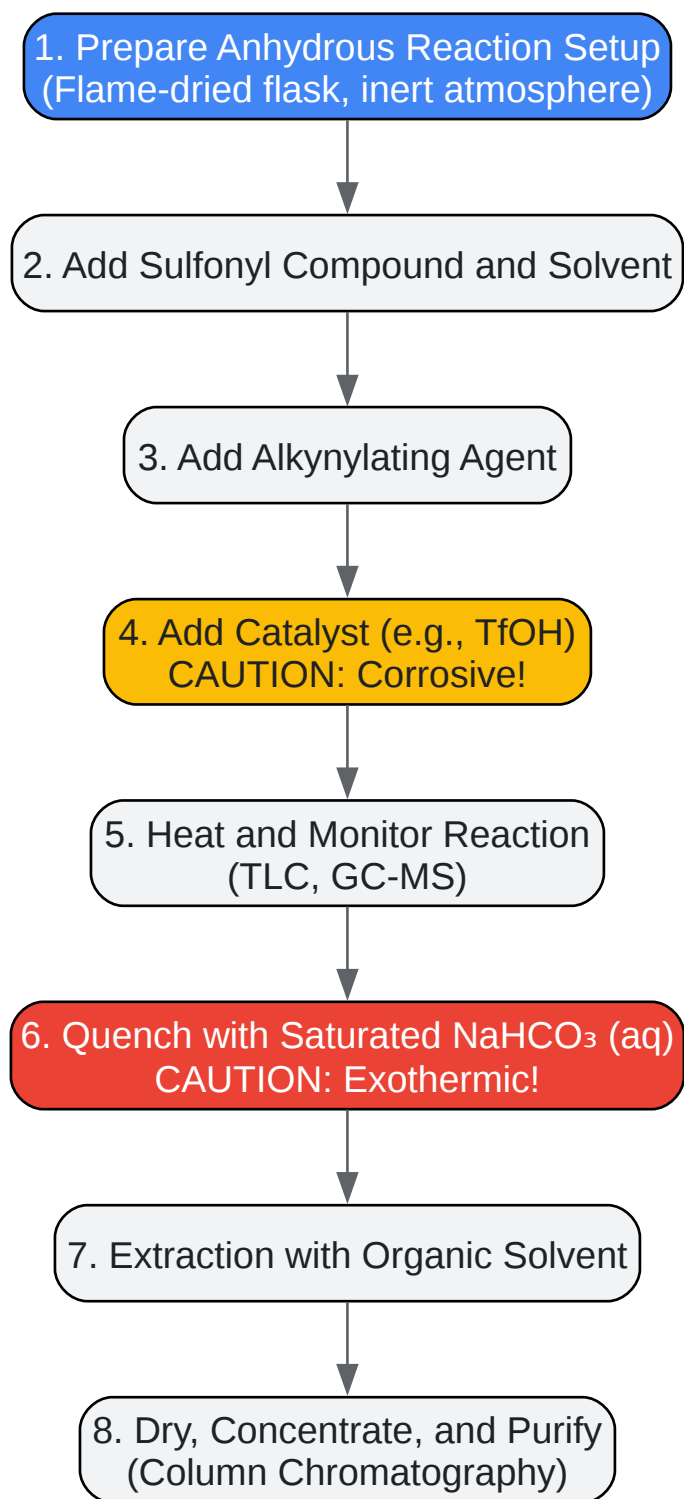 1. Prepare Anhydrous Reaction Setup
(Flame-dried flask, inert atmosphere)
2. Add Sulfonyl Compound and Solvent
3. Add Alkynylating Agent
4. Add Catalyst (e.g., TfOH)
CAUTION: Corrosive!
5. Heat and Monitor Reaction
(TLC, GC-MS)
6. Quench with Saturated NaHCO₃ (aq)
CAUTION: Exothermic!
7. Extraction with Organic Solvent
8. Dry, Concentrate, and Purify
(Column Chromatography)